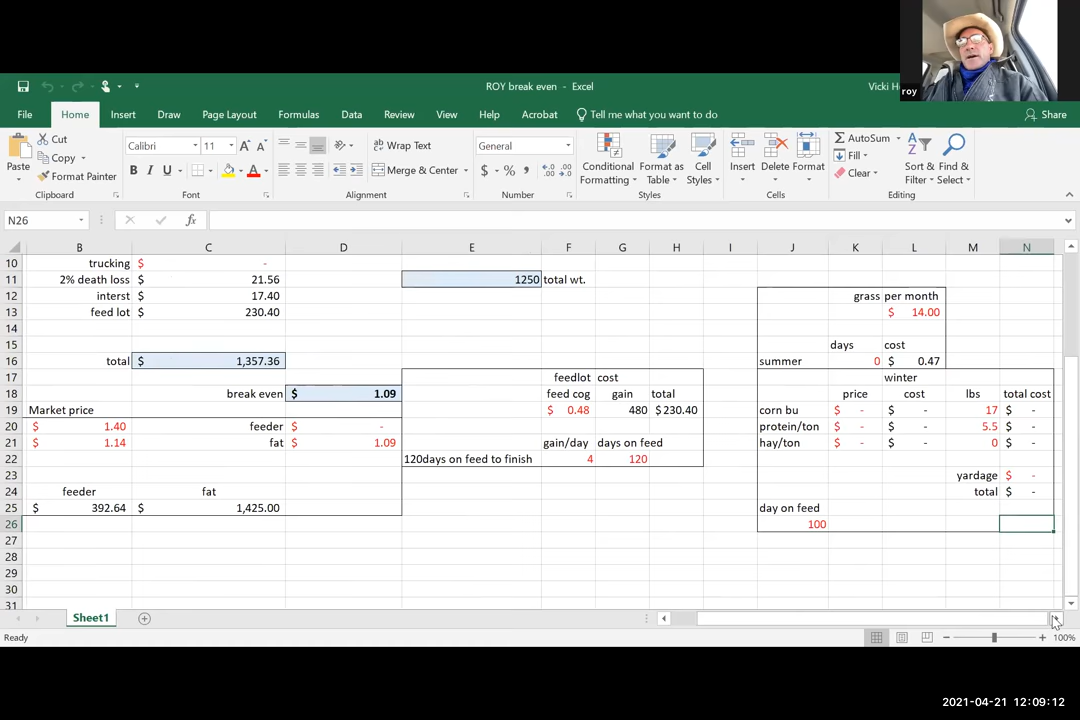 ROY break even - Excel
Vicki H
roy
File Home Insert Draw Page Layout Formulas Data Review View Help Acrobat Tell me what you want to do Share
Paste Cut Calibri 11 A A Wrap Text General Conditional Format as Cell Insert Delete Format AutoSum Sort & Find &
Copy B I U Merge & Center $ % , Formatting Table Styles Fill Filter Select
Format Painter Clear
Clipboard Font Alignment Number Styles Cells Editing
N26 fx
B C D E F G H I J K L M N
10 trucking $ -
11 2% death loss $ 21.56 1250 total wt.
12 interst $ 17.40 grass per month
13 feed lot $ 230.40 $ 14.00
14
15 days cost
16 total $ 1,357.36 summer 0 $ 0.47
17 feedlot cost winter
18 break even $ 1.09 feed cog gain total price cost lbs total cost
19 Market price $ 0.48 480 $ 230.40 corn bu $ - $ - 17 $ -
20 $ 1.40 feeder $ - protein/ton $ - $ - 5.5 $ -
21 $ 1.14 fat $ 1.09 gain/day days on feed hay/ton $ - $ - 0 $ -
22 120days on feed to finish 4 120
23 yardage $ -
24 feeder fat total $ -
25 $ 392.64 $ 1,425.00 day on feed
26 100
27
28
29
30
31
Sheet1
Ready 100%
2021-04-21 12:09:12